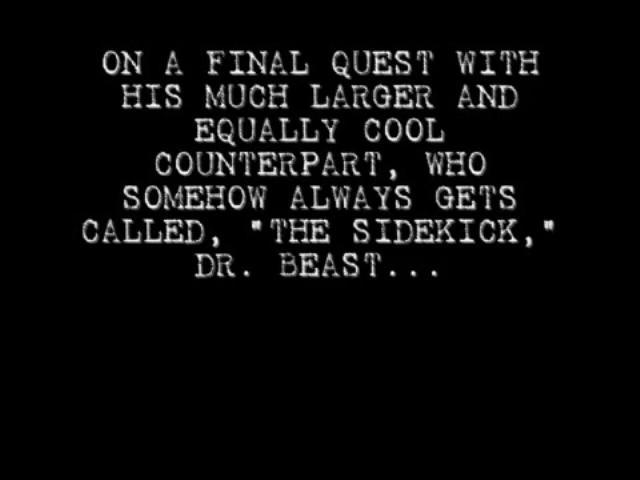 ON A FINAL QUEST WITH
HIS MUCH LARGER AND
EQUALLY COOL
COUNTERPART, WHO
SOMEHOW ALWAYS GETS
CALLED, "THE SIDEKICK,"
DR. BEAST...